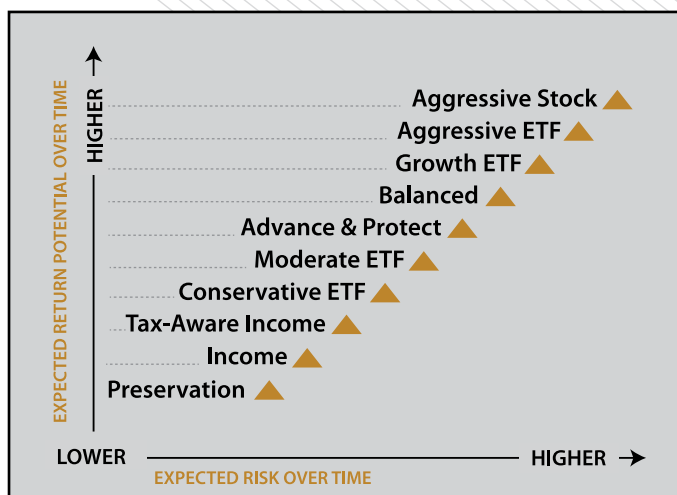 EXPECTED RETURN POTENTIAL OVER TIME
HIGHER
Aggressive Stock
Aggressive ETF
Growth ETF
Balanced
Advance & Protect
Moderate ETF
Conservative ETF
Tax-Aware Income
Income
Preservation
LOWER
HIGHER
EXPECTED RISK OVER TIME